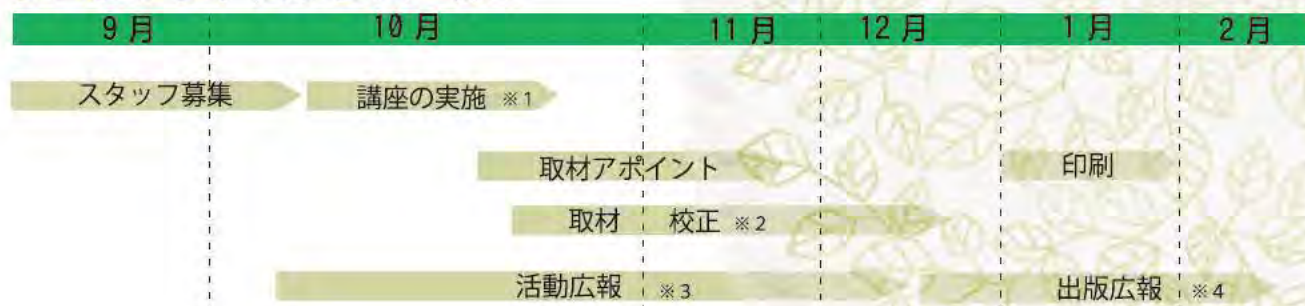 9月 10月 11月 12月 1月 2月
スタッフ募集 講座の実施 ※1
取材アポイント 印刷
取材 校正 ※2
活動広報 ※3 出版広報 ※4